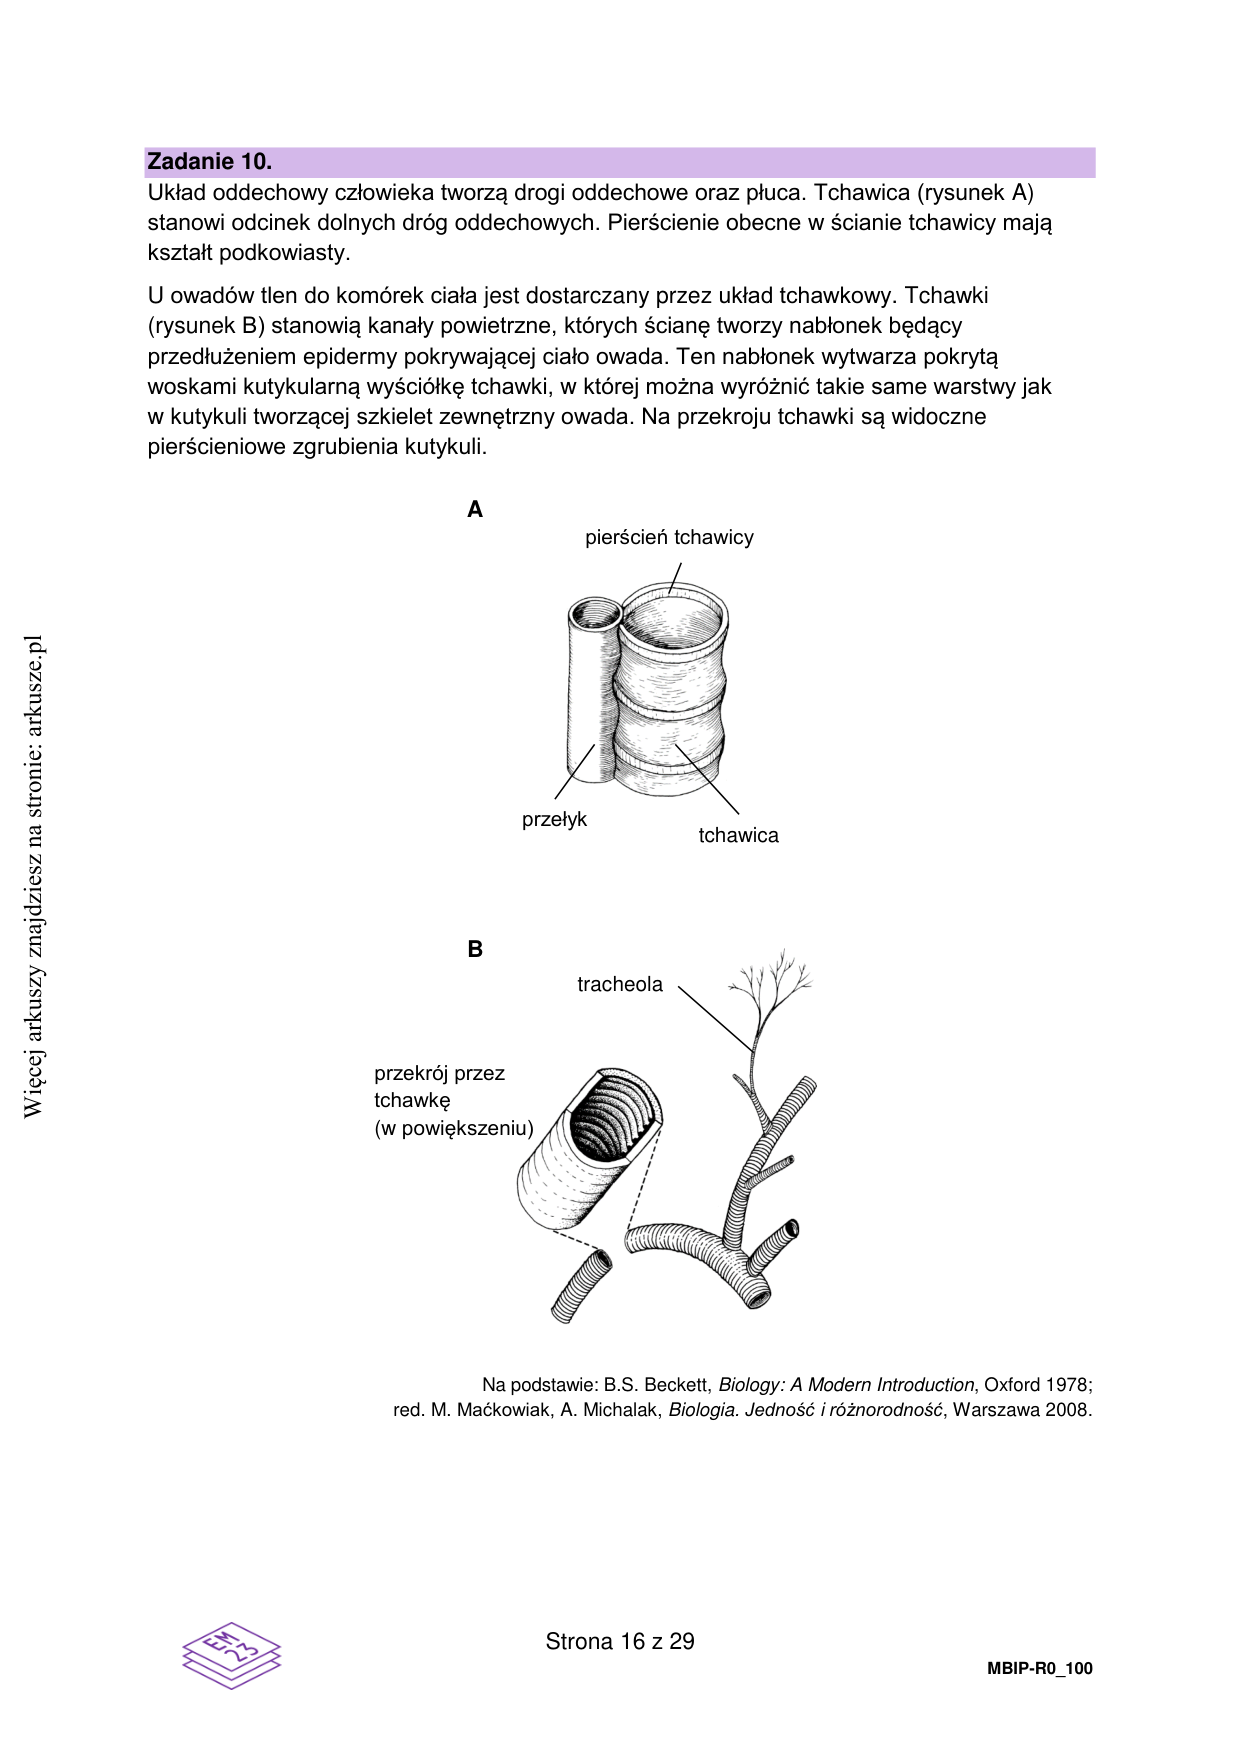 Zadanie 10.
Układ oddechowy człowieka tworzą drogi oddechowe oraz płuca. Tchawica (rysunek A)
stanowi odcinek dolnych dróg oddechowych. Pierścienie obecne w ścianie tchawicy mają
kształt podkowiasty.
U owadów tlen do komórek ciała jest dostarczany przez układ tchawkowy. Tchawki
(rysunek B) stanowią kanały powietrzne, których ścianę tworzy nabłonek będący
przedłużeniem epidermy pokrywającej ciało owada. Ten nabłonek wytwarza pokrytą
woskami kutykularną wyściółkę tchawki, w której można wyróżnić takie same warstwy jak
w kutykuli tworzącej szkielet zewnętrzny owada. Na przekroju tchawki są widoczne
pierścieniowe zgrubienia kutykuli.
A
pierścień tchawicy
przełyk
tchawica
B
tracheola
przekrój przez
tchawkę
(w powiększeniu)
Na podstawie: B.S. Beckett, Biology: A Modern Introduction, Oxford 1978;
red. M. Maćkowiak, A. Michalak, Biologia. Jedność i różnorodność, Warszawa 2008.
Więcej arkuszy znajdziesz na stronie: arkusze.pl
EM
23
Strona 16 z 29
MBIP-R0_100